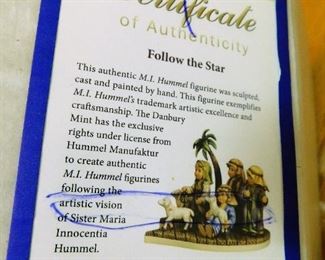 Certificate
of Authenticity
Follow the Star
This authentic M.I. Hummel figurine was sculpted,
cast and painted by hand. This figurine exemplifies
M.I. Hummel's trademark artistic excellence and
craftsmanship. The Danbury
Mint has the exclusive
rights under license from
Hummel Manufaktur
to create authentic
M.I. Hummel figurines
following the
artistic vision
of Sister Maria
Innocentia
Hummel.